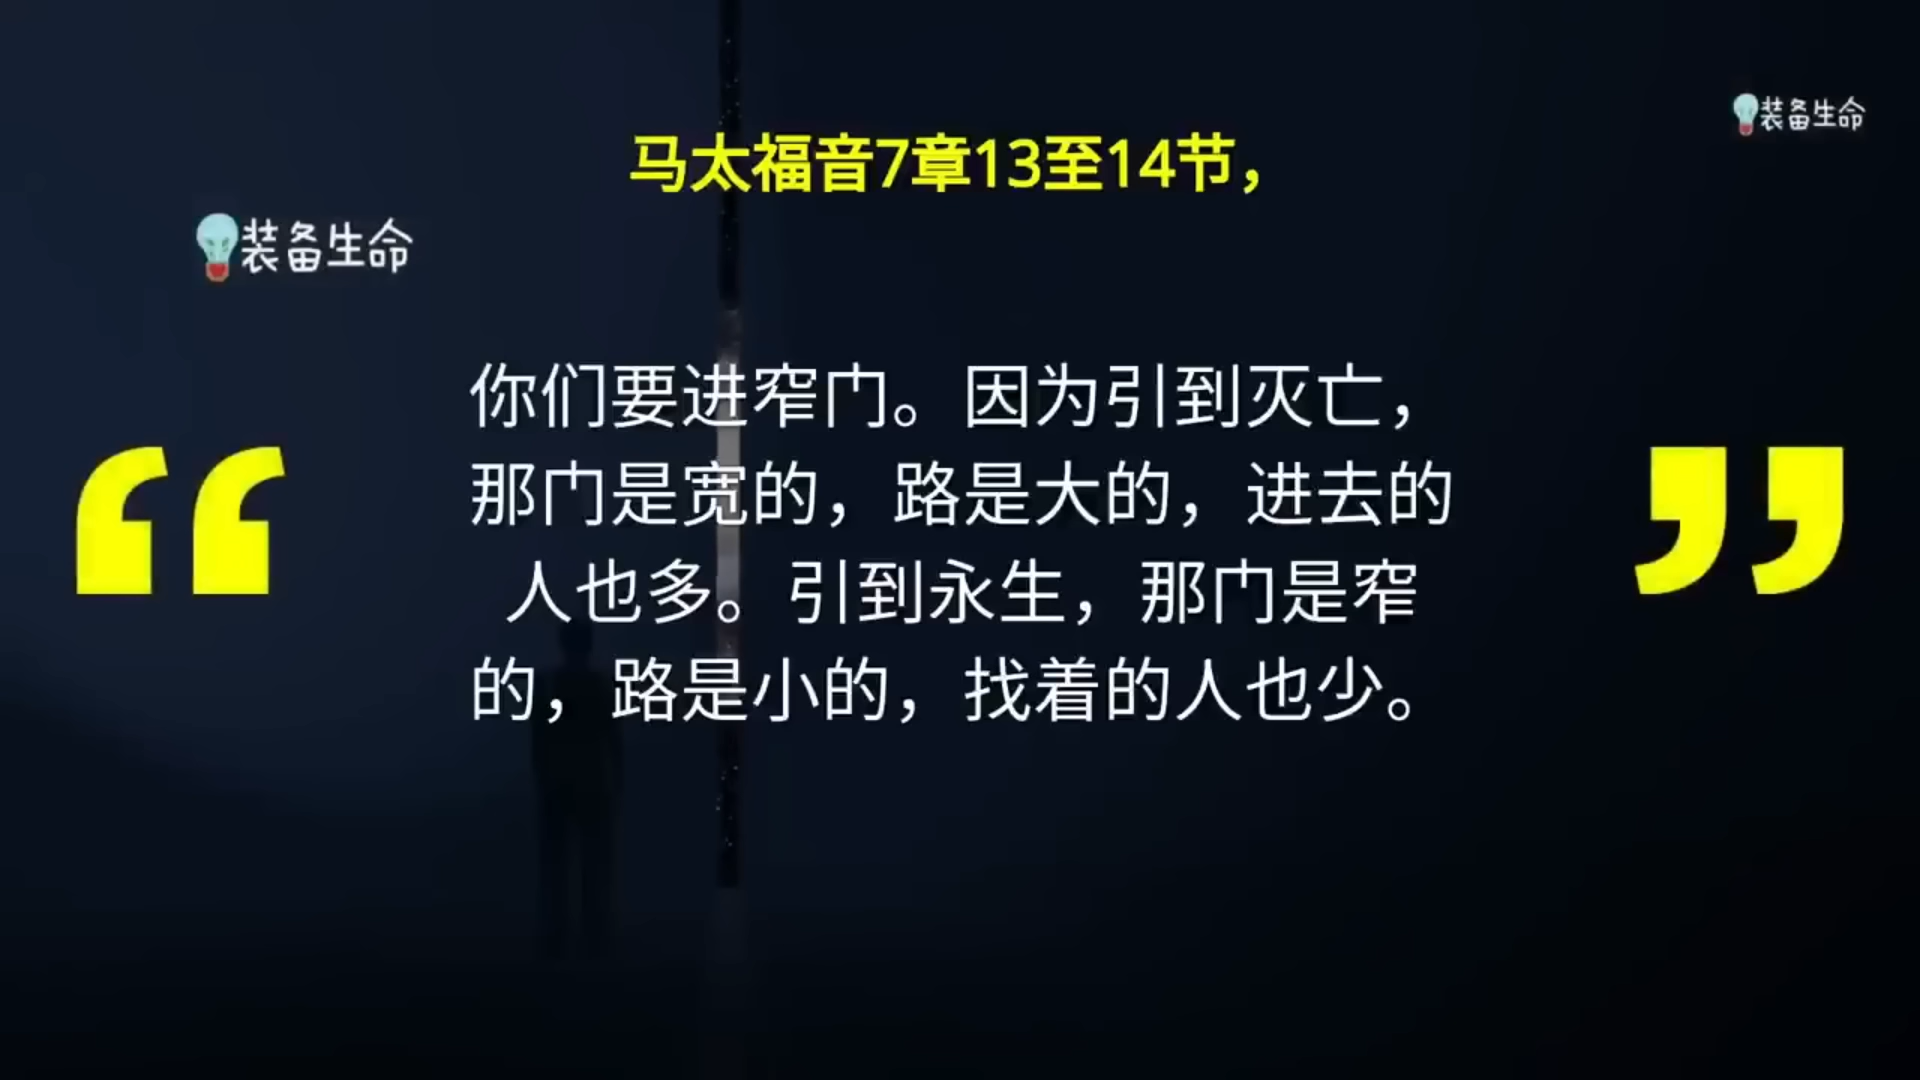 装备生命
马太福音7章13至14节，
装备生命
你们要进窄门。因为引到灭亡，
那门是宽的，路是大的，进去的
人也多。引到永生，那门是窄
的，路是小的，找着的人也少。
“ ”